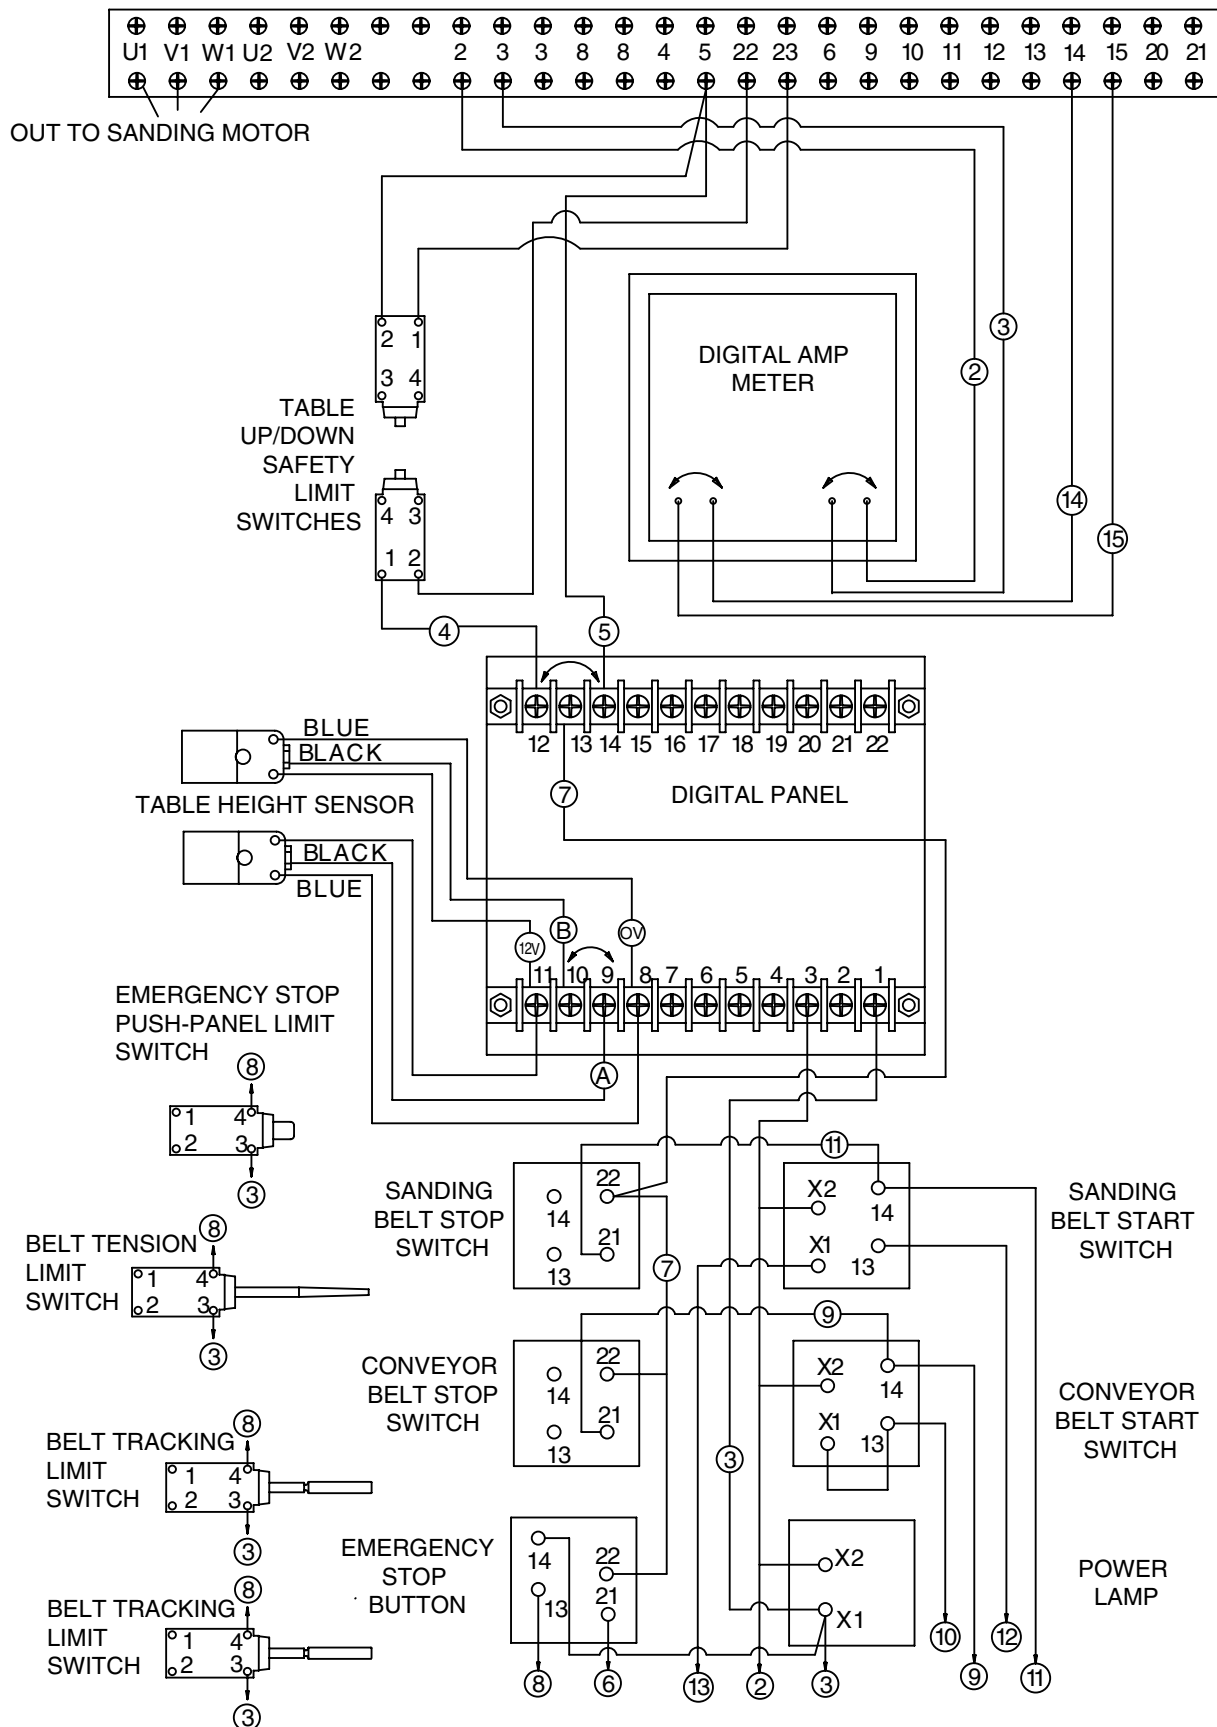 U1 V1 W1 U2 V2 W2 2 3 3 8 8 4 5 22 23 6 9 10 11 12 13 14 15 20 21
OUT TO SANDING MOTOR
2 1
3 4
TABLE
UP/DOWN
SAFETY
LIMIT
SWITCHES
4 3
1 2
DIGITAL AMP
METER
3
2
14
15
4
5
12 13 14 15 16 17 18 19 20 21 22
7
DIGITAL PANEL
BLUE
BLACK
TABLE HEIGHT SENSOR
BLACK
BLUE
12V
B
OV
11 10 9 8 7 6 5 4 3 2 1
A
EMERGENCY STOP
PUSH-PANEL LIMIT
SWITCH
8
1 4
2 3
3
BELT TENSION
LIMIT
SWITCH
8
1 4
2 3
3
BELT TRACKING
LIMIT
SWITCH
8
1 4
2 3
3
BELT TRACKING
LIMIT
SWITCH
8
1 4
2 3
3
SANDING
BELT STOP
SWITCH
22
14
21
13
11
X2
14
X1
13
SANDING
BELT START
SWITCH
7
CONVEYOR
BELT STOP
SWITCH
22
14
21
13
9
X2
14
X1
13
CONVEYOR
BELT START
SWITCH
3
EMERGENCY
STOP
BUTTON
14
22
13
21
X2
X1
POWER
LAMP
8 6 13 2 3 10 9 12 11